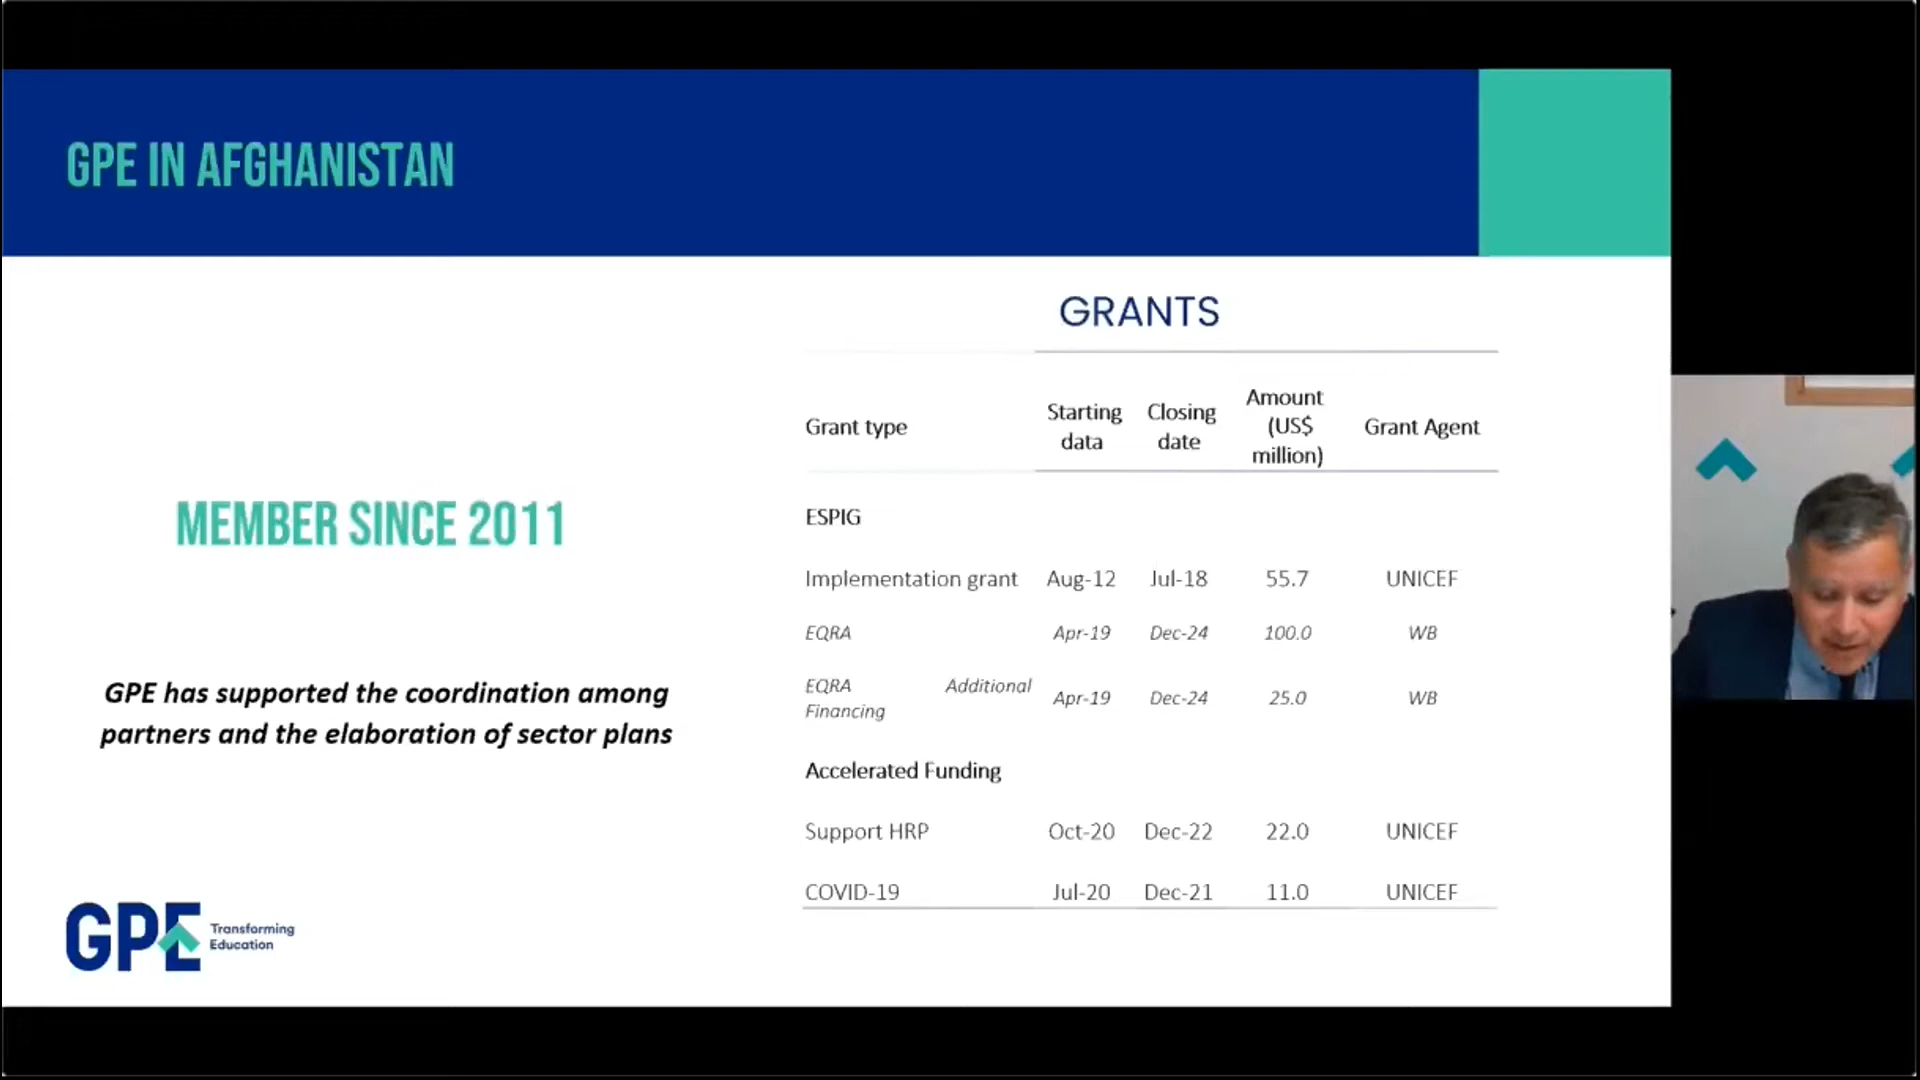 GPE IN AFGHANISTAN
MEMBER SINCE 2011
GPE has supported the coordination among
partners and the elaboration of sector plans
GPE Transforming
Education
GRANTS
Grant type Starting data Closing date Amount (US$ million) Grant Agent
ESPIG
Implementation grant Aug-12 Jul-18 55.7 UNICEF
EQRA Apr-19 Dec-24 100.0 WB
EQRA Additional Financing Apr-19 Dec-24 25.0 WB
Accelerated Funding
Support HRP Oct-20 Dec-22 22.0 UNICEF
COVID-19 Jul-20 Dec-21 11.0 UNICEF